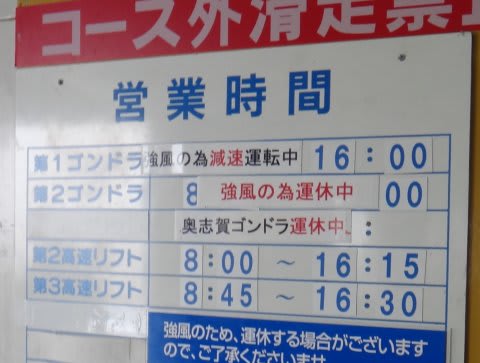 コース外滑走禁止
営業時間
第1ゴンドラ 強風の為減速運転中 16:00
第2ゴンドラ 8 強風の為運休中 00
奥志賀ゴンドラ運休中 :
第2高速リフト 8:00 ～ 16:15
第3高速リフト 8:45 ～ 16:30
強風のため、運休する場合がございます
ので、ご了承くださいませ